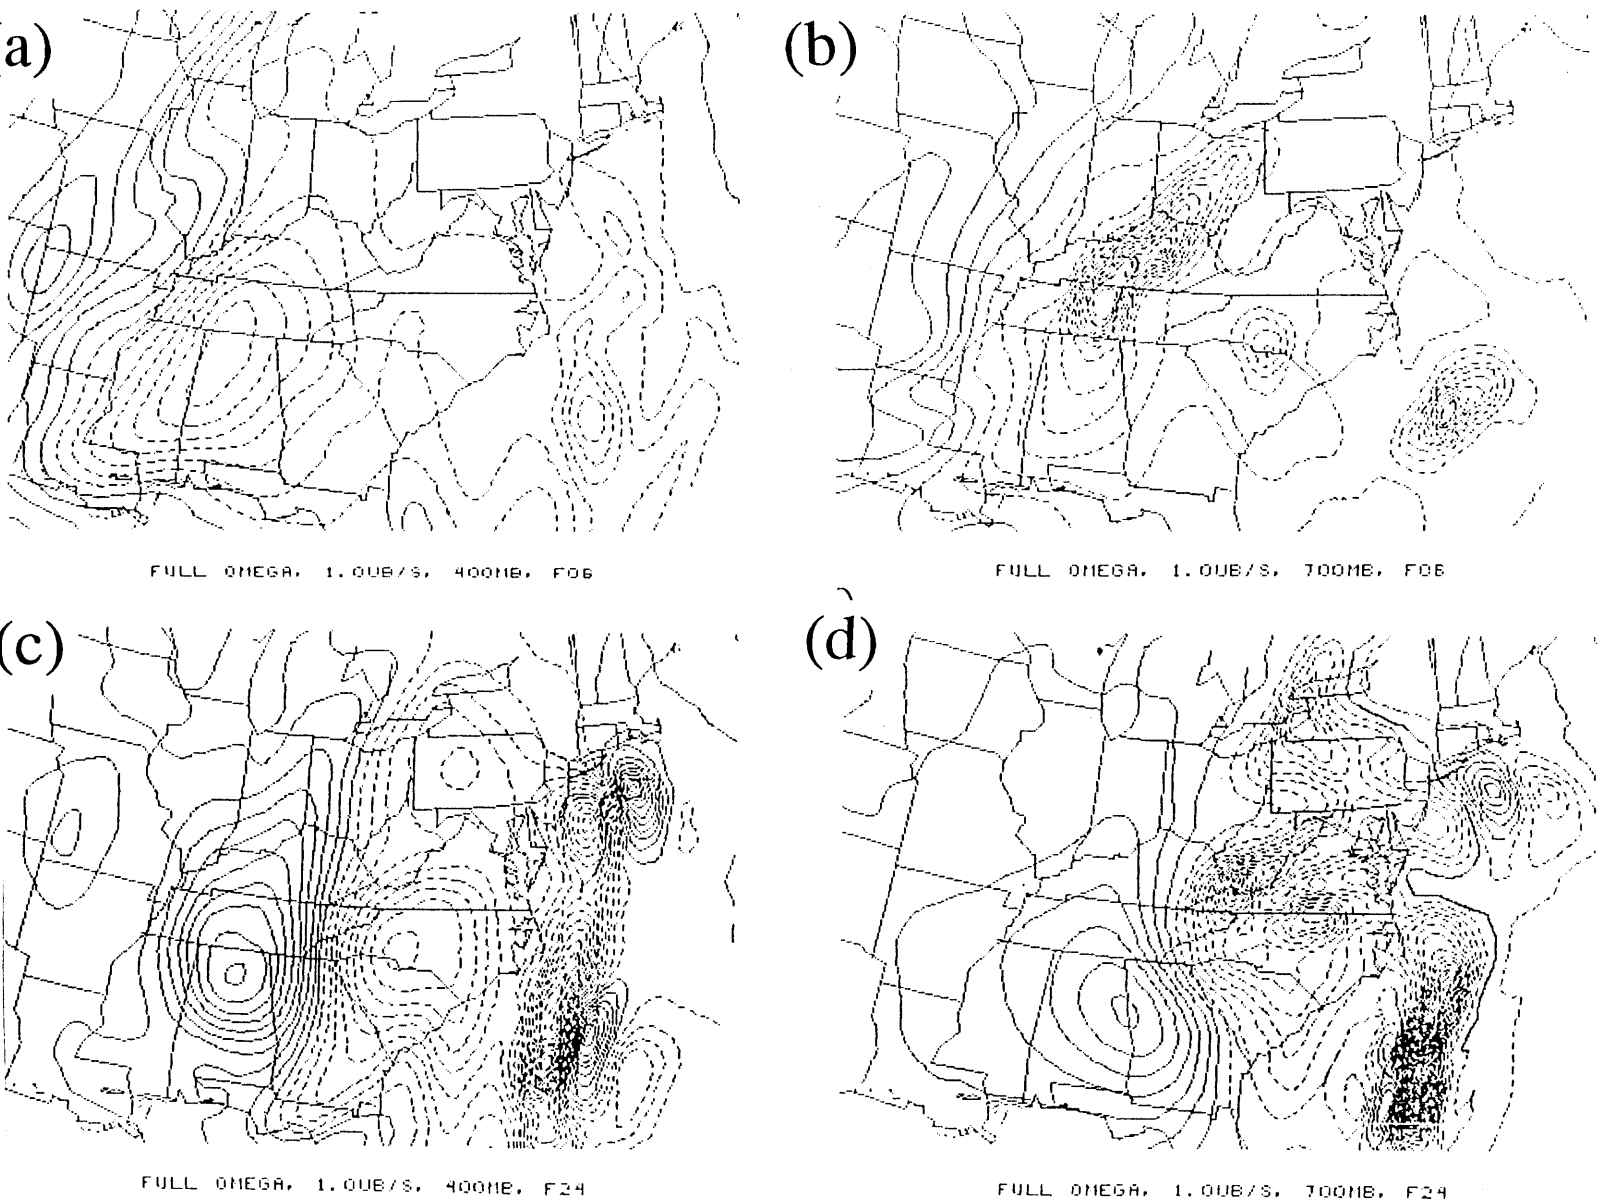 (a)
(b)
FULL OMEGA, 1.0UB/S, 400MB, F06
FULL OMEGA, 1.0UB/S, 700MB, F06
(c)
(d)
FULL OMEGA, 1.0UB/S, 400MB, F24
FULL OMEGA, 1.0UB/S, 700MB, F24